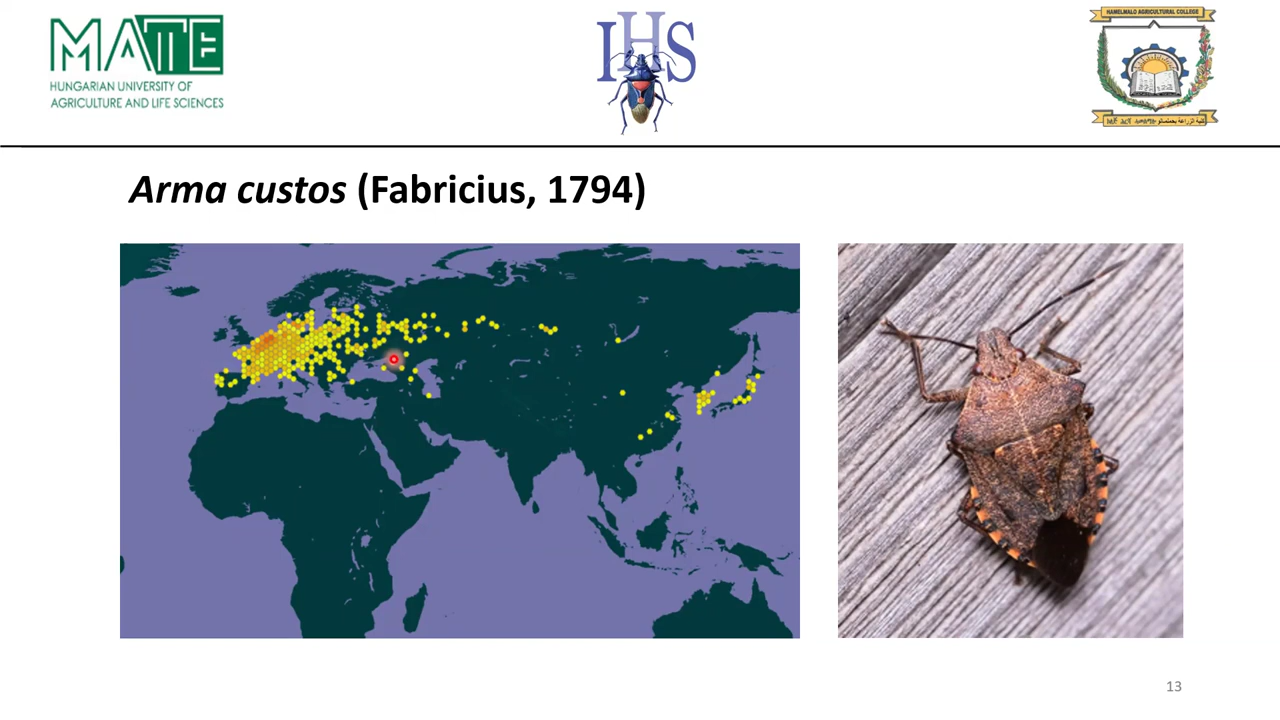 MATE
HUNGARIAN UNIVERSITY OF
AGRICULTURE AND LIFE SCIENCES
IHS
HAMELMALO AGRICULTURAL COLLEGE
Arma custos (Fabricius, 1794)
13